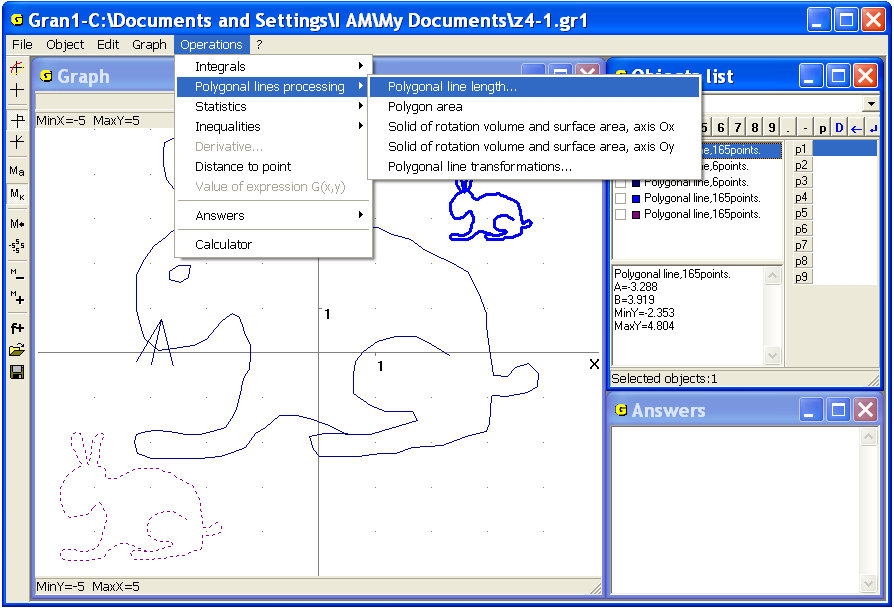 Gran1-C:\Documents and Settings\I AM\My Documents\z4-1.gr1
File Object Edit Graph Operations ?
Graph
MinX=-5 MaxY=5
Integrals
Polygonal lines processing
Statistics
Inequalities
Derivative...
Distance to point
Value of expression G(x,y)
Answers
Calculator
Polygonal line length...
Polygon area
Solid of rotation volume and surface area, axis Ox
Solid of rotation volume and surface area, axis Oy
Polygonal line transformations...
Ma
Mк
M
M
M
f+
1
1
X
MinY=-5 MaxX=5
Objects list
5 6 7 8 9 . - p D ← ↲
line,165points.
line,6points.
Polygonal line,6points.
Polygonal line,165points.
Polygonal line,165points.
p1
p2
p3
p4
p5
p6
p7
p8
p9
Polygonal line,165points.
A=-3.288
B=3.919
MinY=-2.353
MaxY=4.804
Selected objects:1
Answers